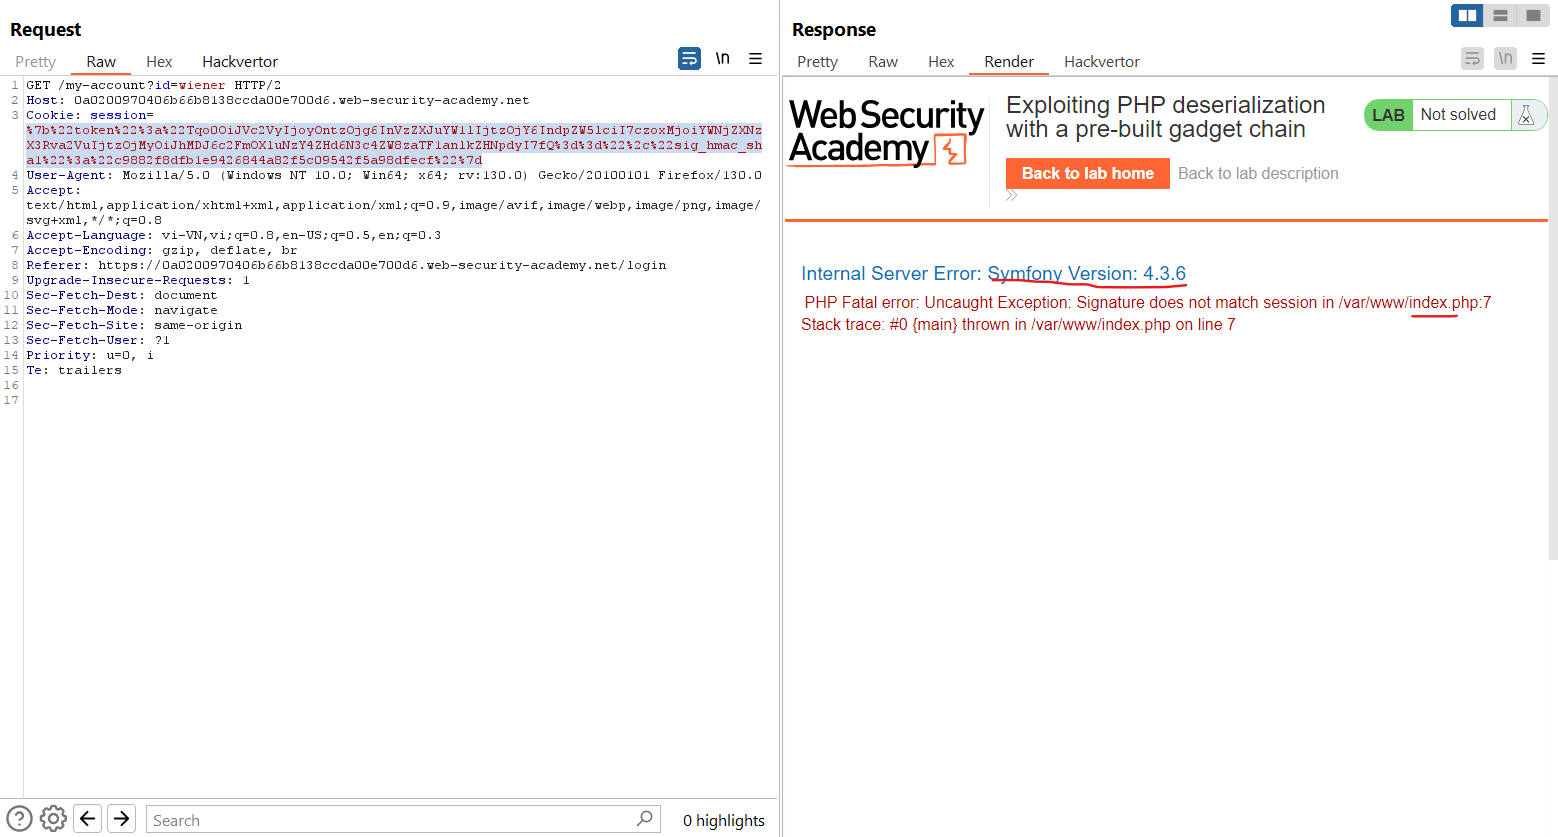 Request
Pretty Raw Hex Hackvertor \n
1 GET /my-account?id=wiener HTTP/2
2 Host: 0a0200970406b66b8138ccda00e700d6.web-security-academy.net
3 Cookie: session=
%7b%22token%22%3a%22Tqo0OiJVc2VyIjoyOntzOjg6InVzZXJuYW1lIjtzOjY6IndpZW5lciI7czoxMjoiYWNjZXNz
X3Rva2VuIjtzOjMyOiJhMDJ6c2FmOXluNzY4ZHd6N3c4ZW8zaTFlanlkZHNpdyI7fQ%3d%3d%22%2c%22sig_hmac_sh
a1%22%3a%22c9882f8dfb1e9426844a82f5c09542f5a98dfecf%22%7d
4 User-Agent: Mozilla/5.0 (Windows NT 10.0; Win64; x64; rv:130.0) Gecko/20100101 Firefox/130.0
5 Accept:
text/html,application/xhtml+xml,application/xml;q=0.9,image/avif,image/webp,image/png,image/
svg+xml,*/*;q=0.8
6 Accept-Language: vi-VN,vi;q=0.8,en-US;q=0.5,en;q=0.3
7 Accept-Encoding: gzip, deflate, br
8 Referer: https://0a0200970406b66b8138ccda00e700d6.web-security-academy.net/login
9 Upgrade-Insecure-Requests: 1
10 Sec-Fetch-Dest: document
11 Sec-Fetch-Mode: navigate
12 Sec-Fetch-Site: same-origin
13 Sec-Fetch-User: ?1
14 Priority: u=0, i
15 Te: trailers
16
17
Search
0 highlights
Response
Pretty Raw Hex Render Hackvertor \n
Web Security
Academy
Exploiting PHP deserialization
with a pre-built gadget chain
LAB Not solved
Back to lab home Back to lab description
Internal Server Error: Symfony Version: 4.3.6
PHP Fatal error: Uncaught Exception: Signature does not match session in /var/www/index.php:7
Stack trace: #0 {main} thrown in /var/www/index.php on line 7